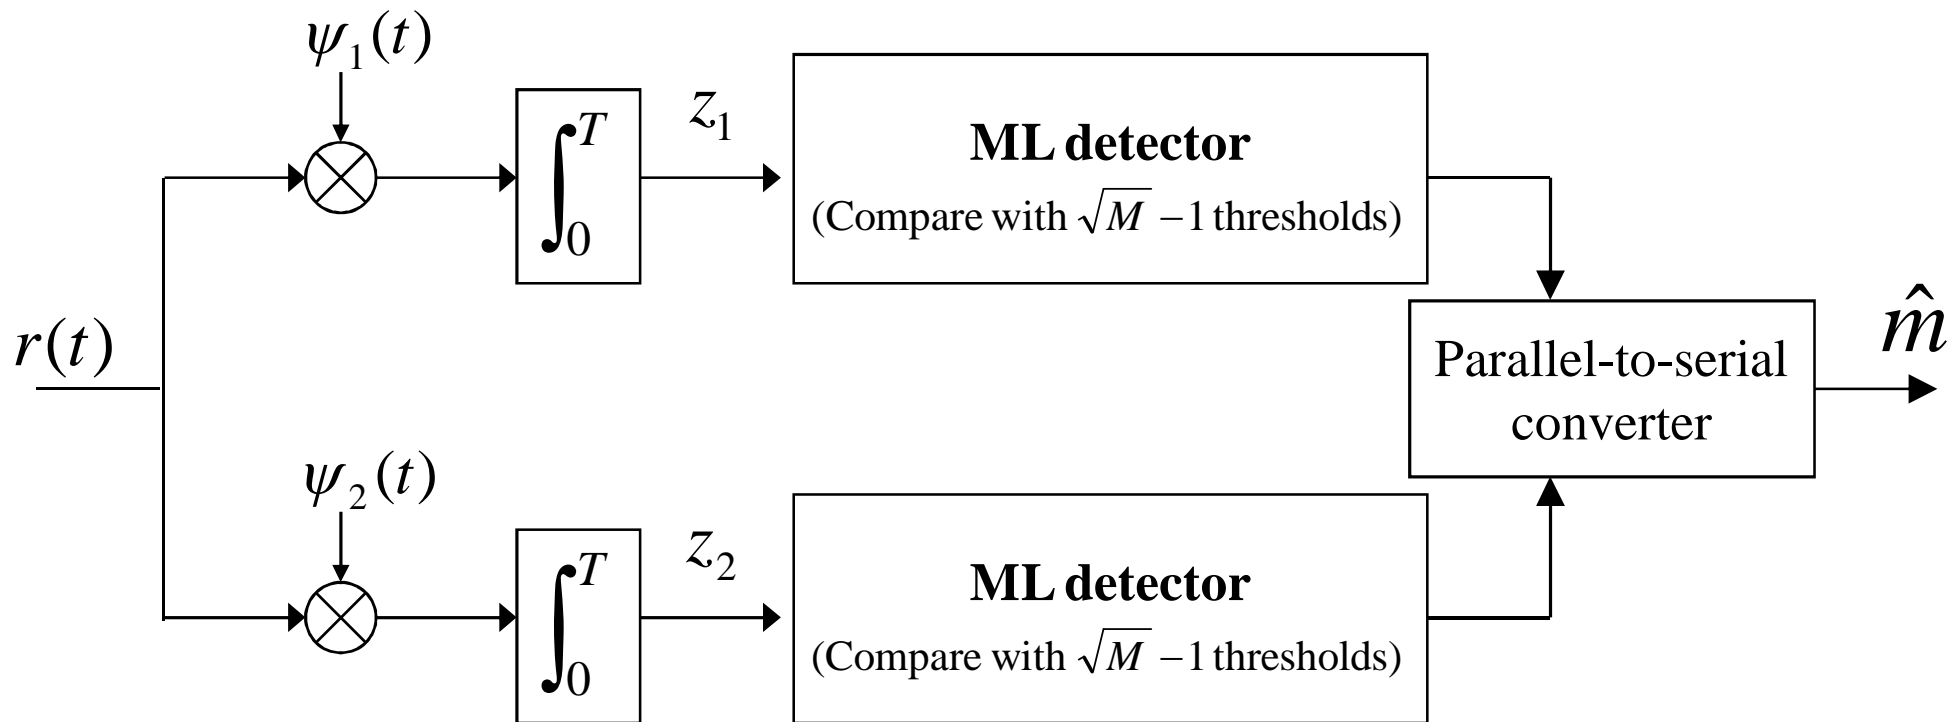 ψ₁(t)
∫₀ᵀ
z₁
ML detector
(Compare with √M − 1 thresholds)
r(t)
Parallel-to-serial
converter
m̂
ψ₂(t)
∫₀ᵀ
z₂
ML detector
(Compare with √M − 1 thresholds)